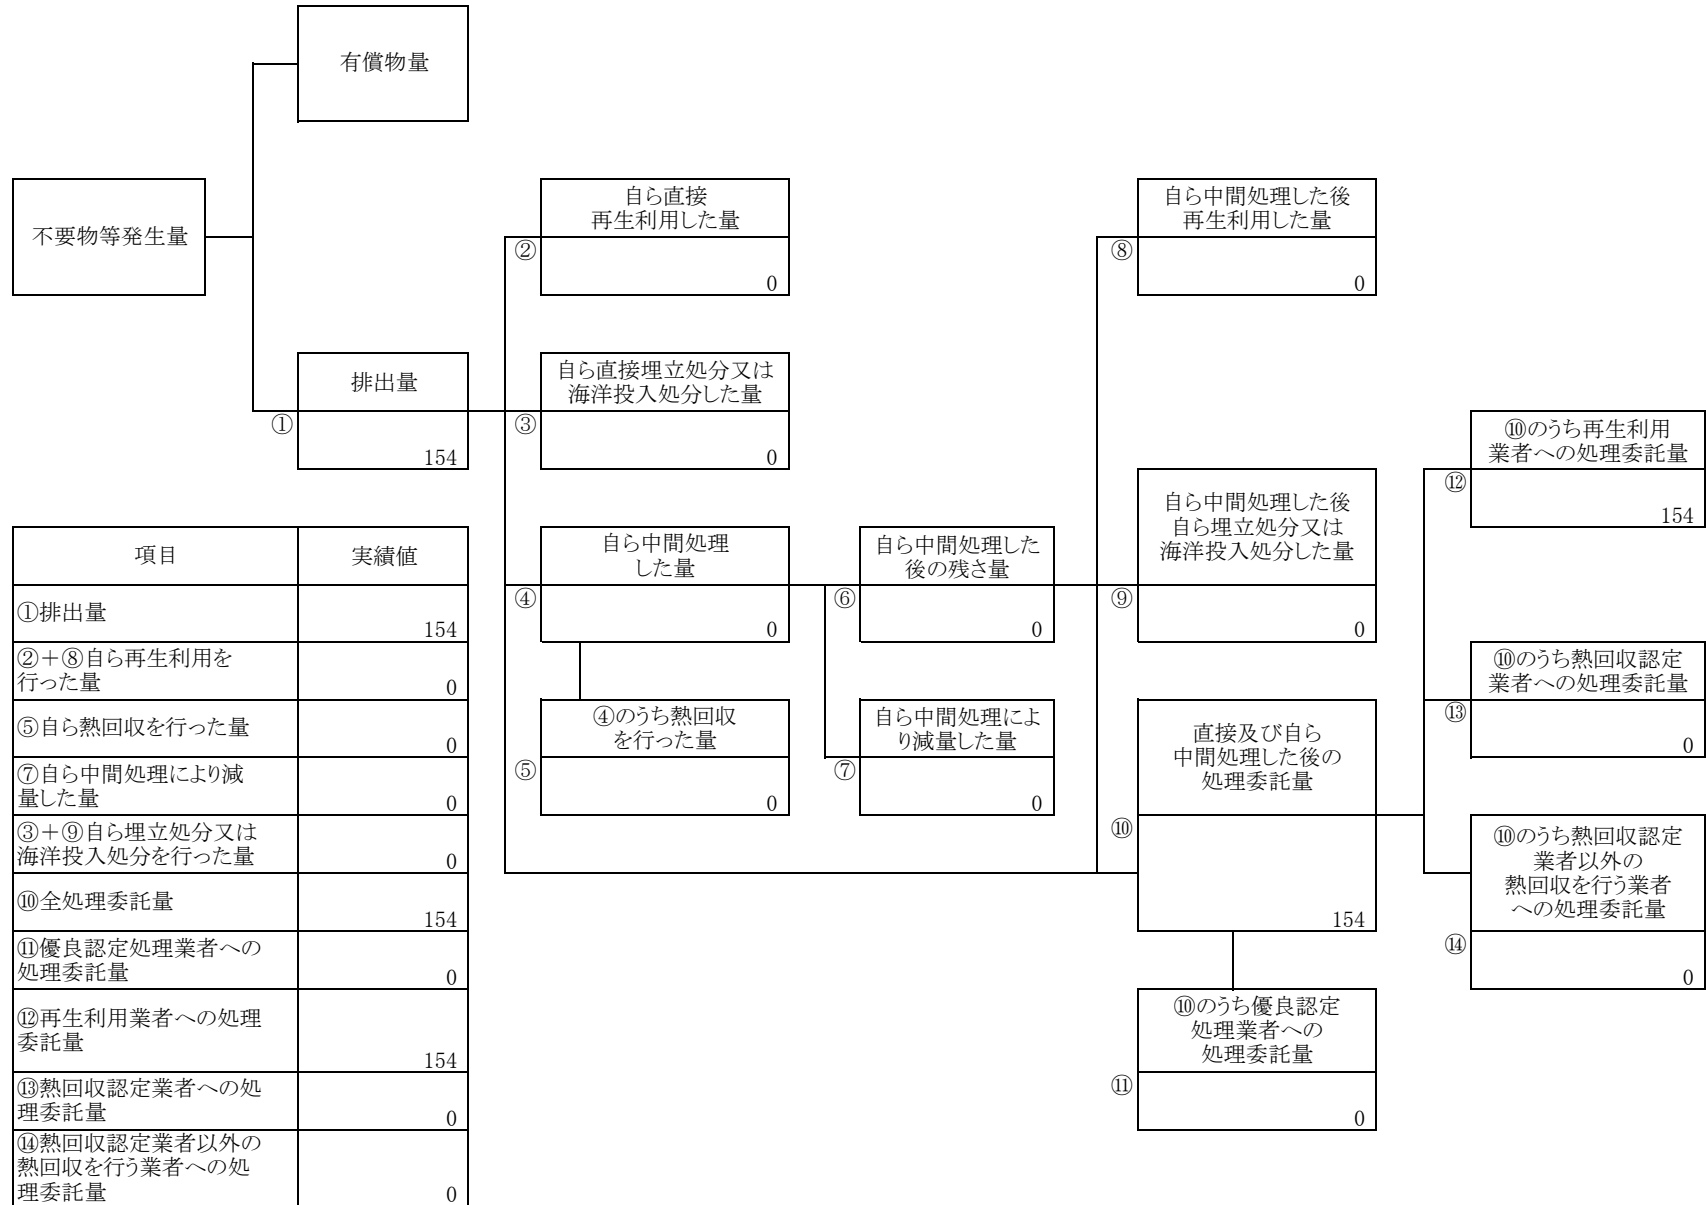 有償物量
不要物等発生量
自ら直接
再生利用した量
②
0
自ら中間処理した後
再生利用した量
⑧
0
排出量
①
154
自ら直接埋立処分又は
海洋投入処分した量
③
0
⑩のうち再生利用
業者への処理委託量
⑫
154
自ら中間処理
した量
④
0
自ら中間処理した
後の残さ量
⑥
0
自ら中間処理した後
自ら埋立処分又は
海洋投入処分した量
⑨
0
⑩のうち熱回収認定
業者への処理委託量
⑬
0
④のうち熱回収
を行った量
⑤
0
自ら中間処理によ
り減量した量
⑦
0
直接及び自ら
中間処理した後の
処理委託量
⑩
154
⑩のうち熱回収認定
業者以外の
熱回収を行う業者
への処理委託量
⑭
0
⑩のうち優良認定
処理業者への
処理委託量
⑪
0
項目 実績値
①排出量
154
②＋⑧自ら再生利用を
行った量
0
⑤自ら熱回収を行った量
0
⑦自ら中間処理により減
量した量
0
③＋⑨自ら埋立処分又は
海洋投入処分を行った量
0
⑩全処理委託量
154
⑪優良認定処理業者への
処理委託量
0
⑫再生利用業者への処理
委託量
154
⑬熱回収認定業者への処
理委託量
0
⑭熱回収認定業者以外の
熱回収を行う業者への処
理委託量
0